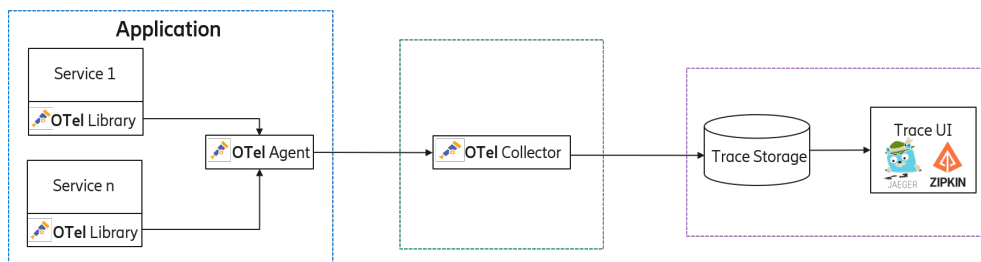 Application
Service 1
OTel Library
Service n
OTel Library
OTel Agent
OTel Collector
Trace Storage
Trace UI
JAEGER
ZIPKIN